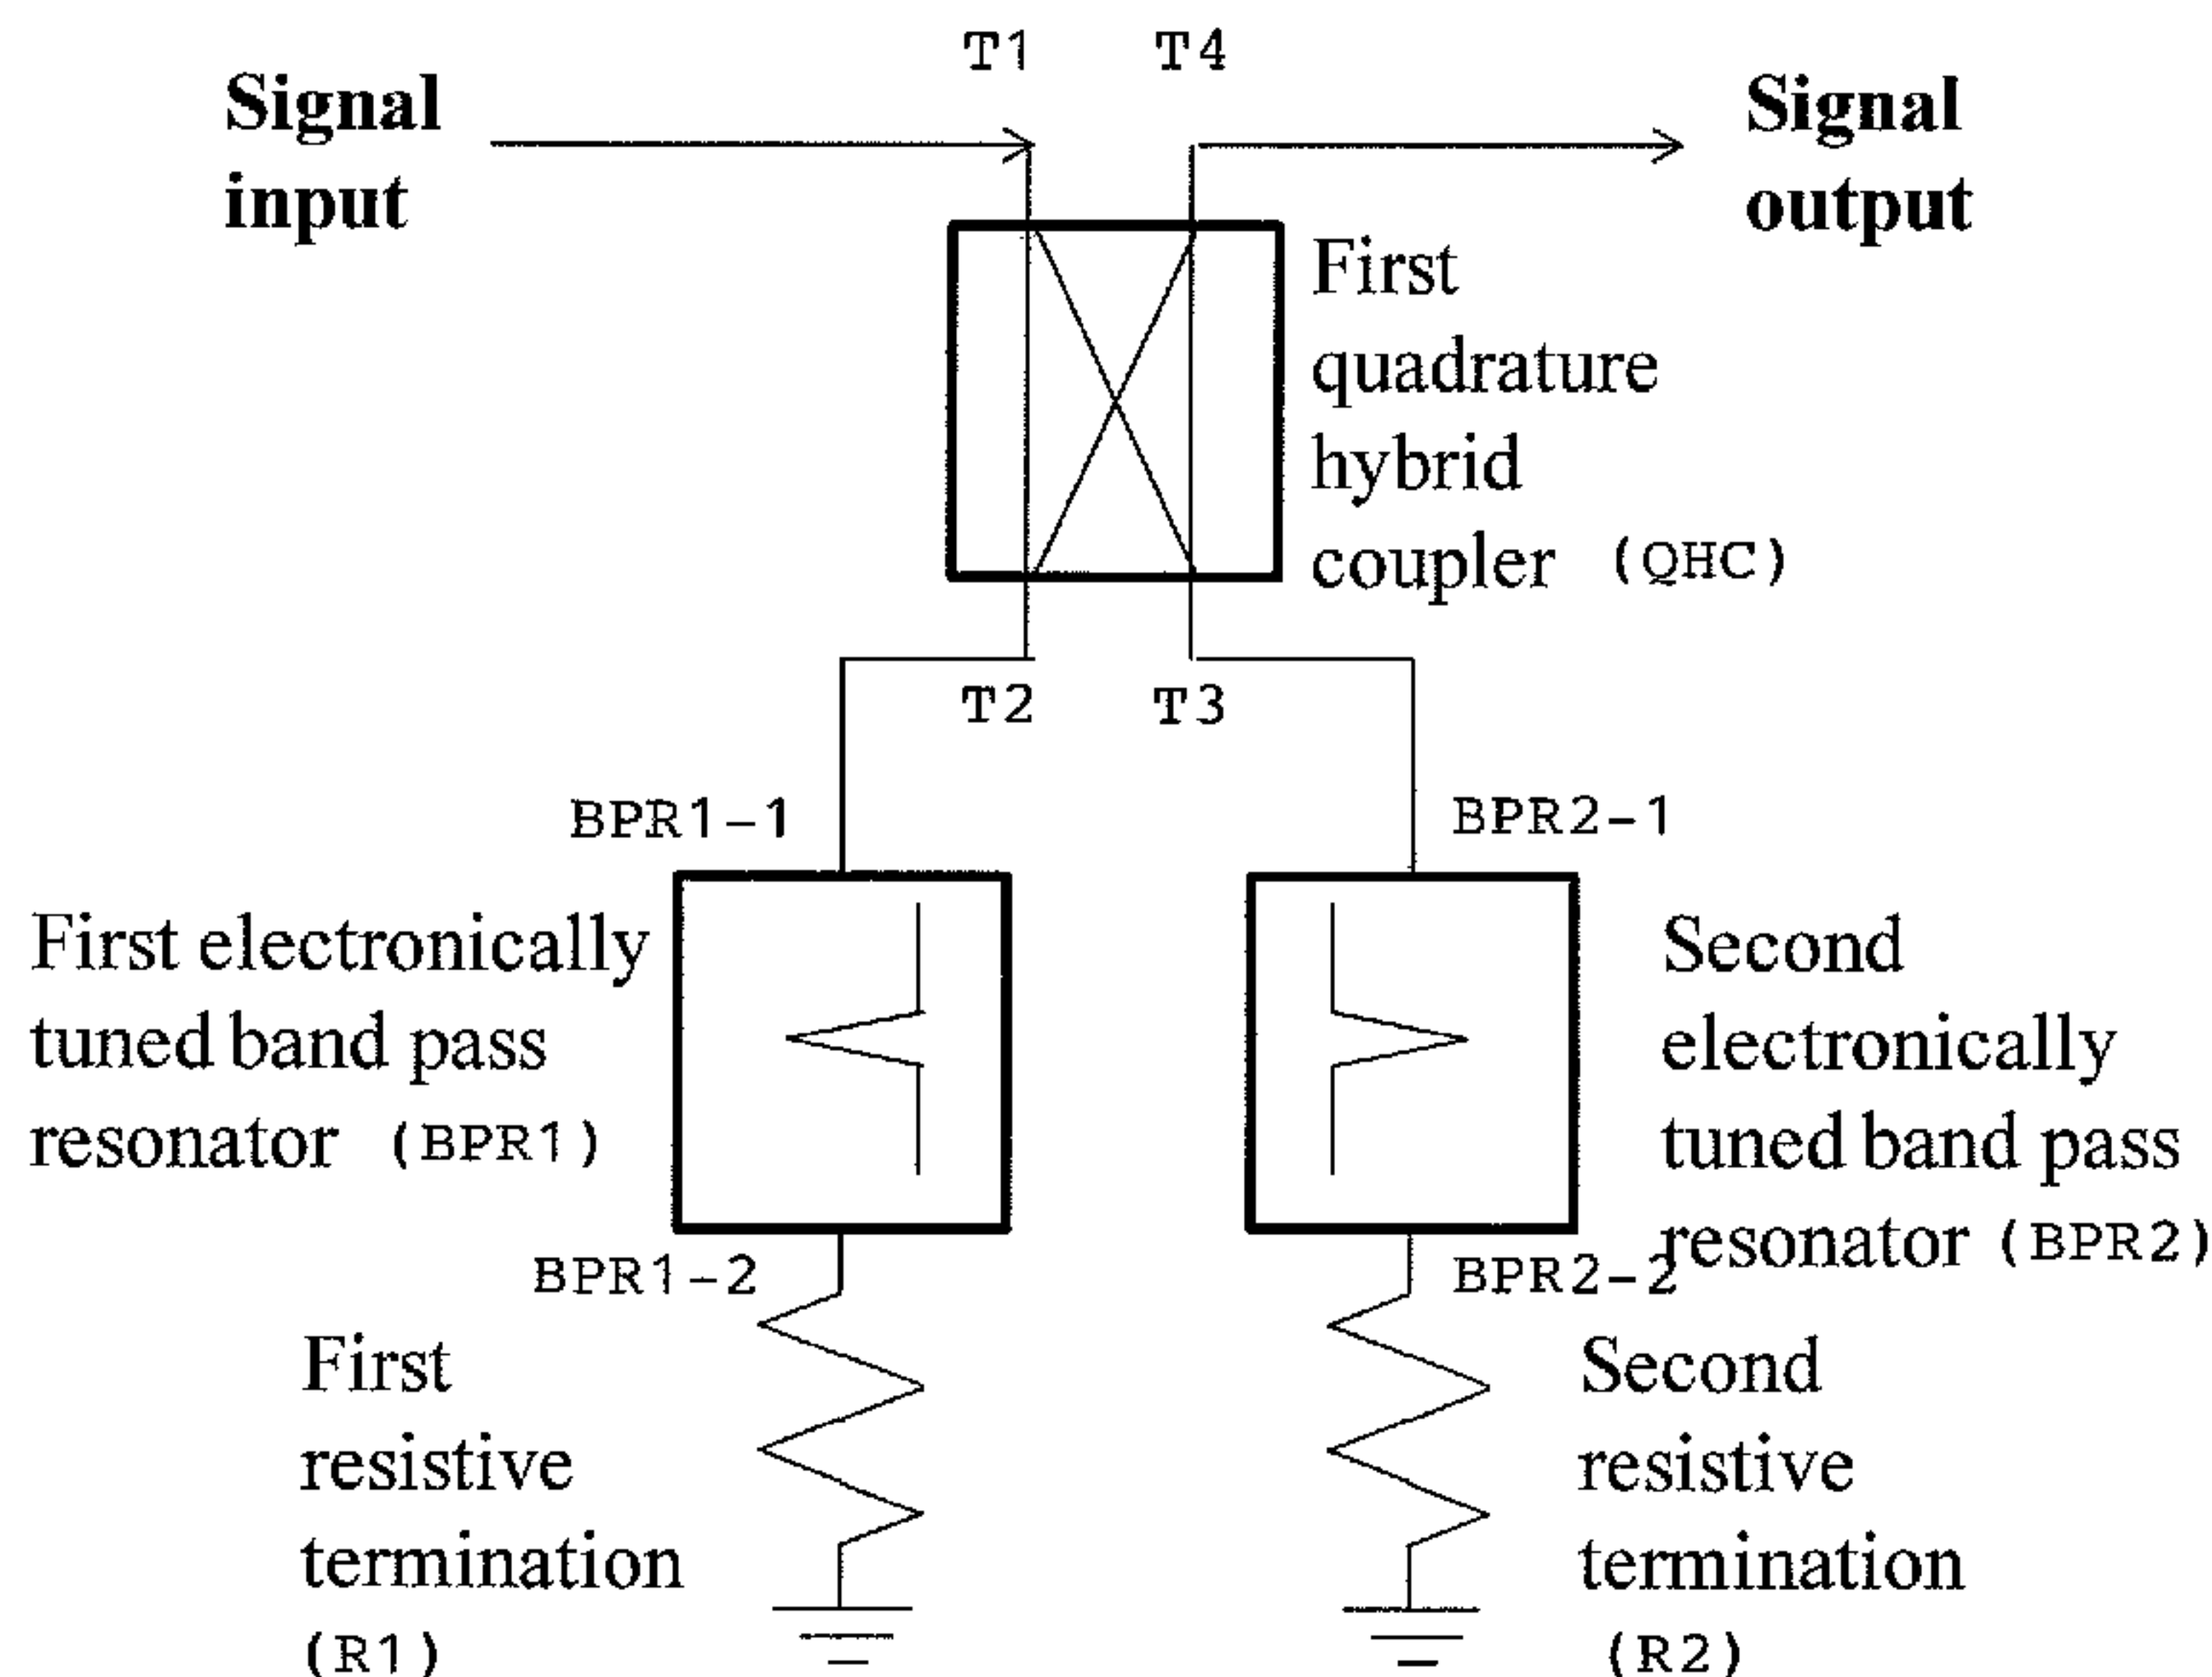 T1
T4
Signal
input
Signal
output
First
quadrature
hybrid
coupler (QHC)
T2
T3
BPR1-1
BPR2-1
First electronically
tuned band pass
resonator (BPR1)
Second
electronically
tuned band pass
resonator (BPR2)
BPR1-2
BPR2-2
First
resistive
termination
(R1)
Second
resistive
termination
(R2)